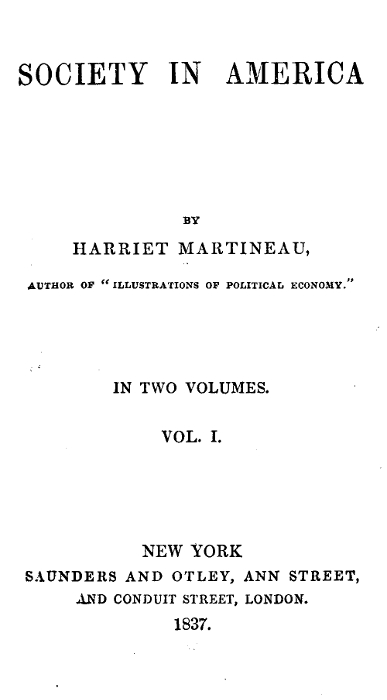 SOCIETY IN AMERICA
BY
HARRIET MARTINEAU,
AUTHOR OF "ILLUSTRATIONS OF POLITICAL ECONOMY."
IN TWO VOLUMES.
VOL. I.
NEW YORK
SAUNDERS AND OTLEY, ANN STREET,
AND CONDUIT STREET, LONDON.
1837.